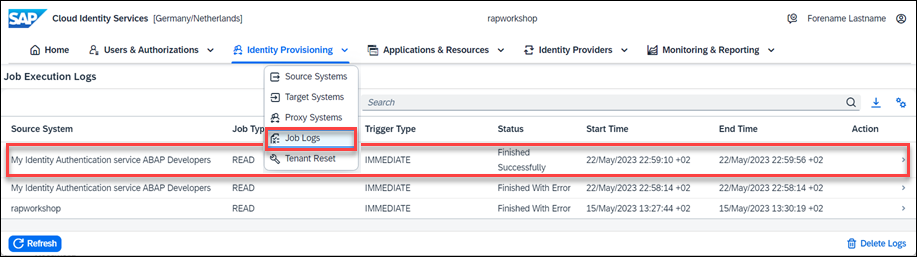 SAP Cloud Identity Services [Germany/Netherlands] rapworkshop Forename Lastname
Home Users & Authorizations Identity Provisioning Applications & Resources Identity Providers Monitoring & Reporting
Job Execution Logs
Source Systems
Target Systems
Proxy Systems
Job Logs
Tenant Reset
Search
Source System Job Typ Trigger Type Status Start Time End Time Action
My Identity Authentication service ABAP Developers READ IMMEDIATE Finished Successfully 22/May/2023 22:59:10 +02 22/May/2023 22:59:56 +02
My Identity Authentication service ABAP Developers READ IMMEDIATE Finished With Error 22/May/2023 22:58:14 +02 22/May/2023 22:58:14 +02
rapworkshop READ IMMEDIATE Finished With Error 15/May/2023 13:27:44 +02 15/May/2023 13:30:19 +02
Refresh Delete Logs